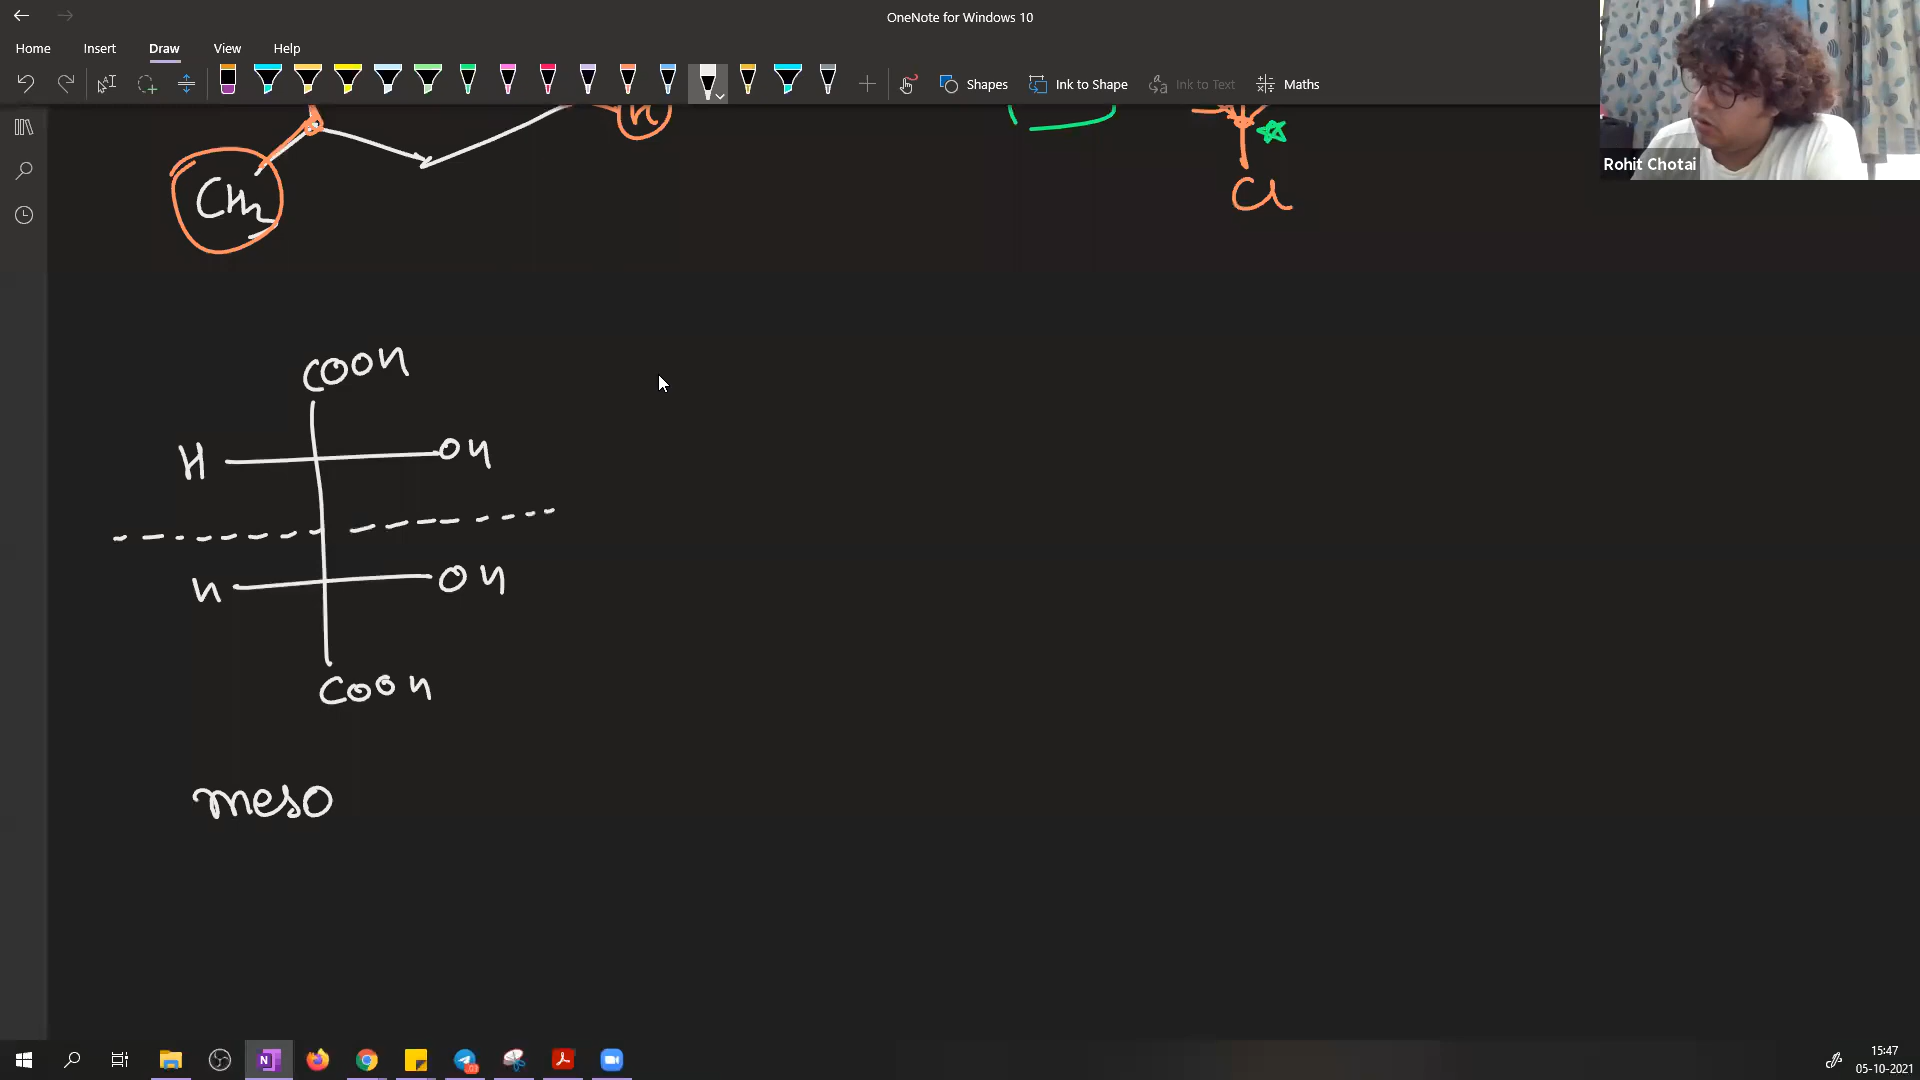 OneNote for Windows 10
Home Insert Draw View Help
Shapes Ink to Shape Ink to Text Maths
Rohit Chotai
CH3
Cl
COOH
H OH
H OH
COOH
meso
15:47
05-10-2021